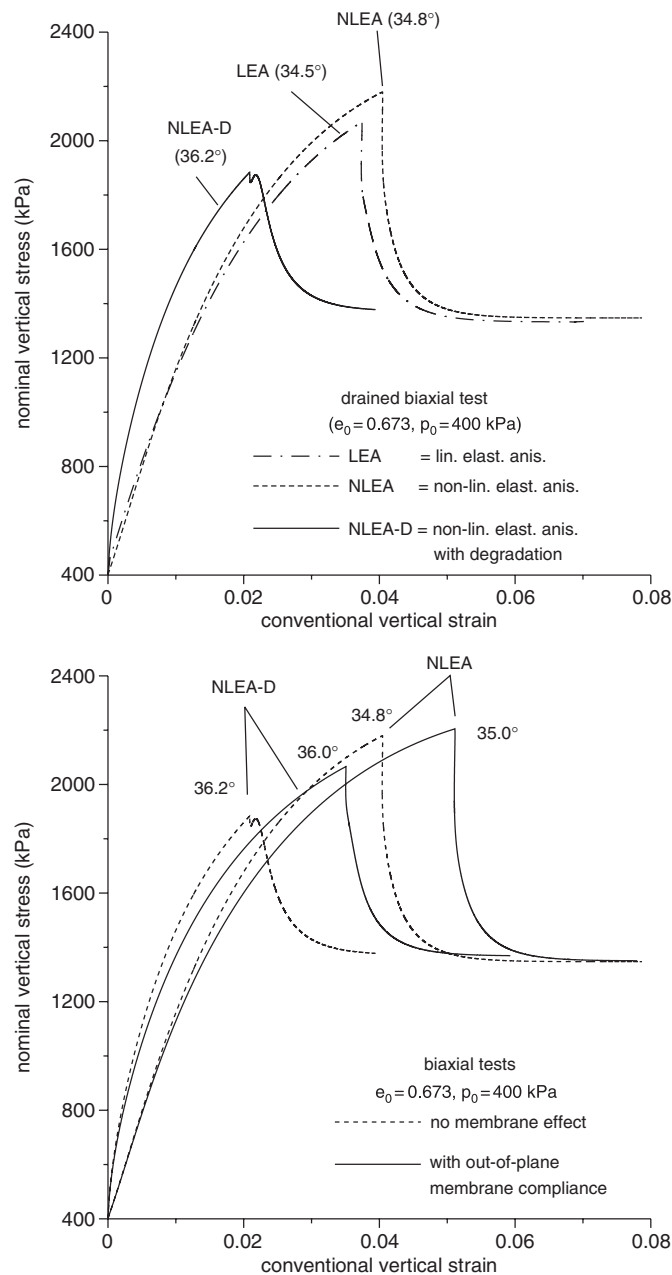 2400
2000
1600
1200
800
400
nominal vertical stress (kPa)
NLEA (34.8°)
LEA (34.5°)
NLEA-D
(36.2°)
drained biaxial test
(e₀ = 0.673, p₀ = 400 kPa)
LEA = lin. elast. anis.
NLEA = non-lin. elast. anis.
NLEA-D = non-lin. elast. anis.
with degradation
0 0.02 0.04 0.06 0.08
conventional vertical strain
2400
2000
1600
1200
800
400
nominal vertical stress (kPa)
NLEA
NLEA-D
34.8°
36.0°
35.0°
36.2°
biaxial tests
e₀ = 0.673, p₀ = 400 kPa
no membrane effect
with out-of-plane
membrane compliance
0 0.02 0.04 0.06 0.08
conventional vertical strain